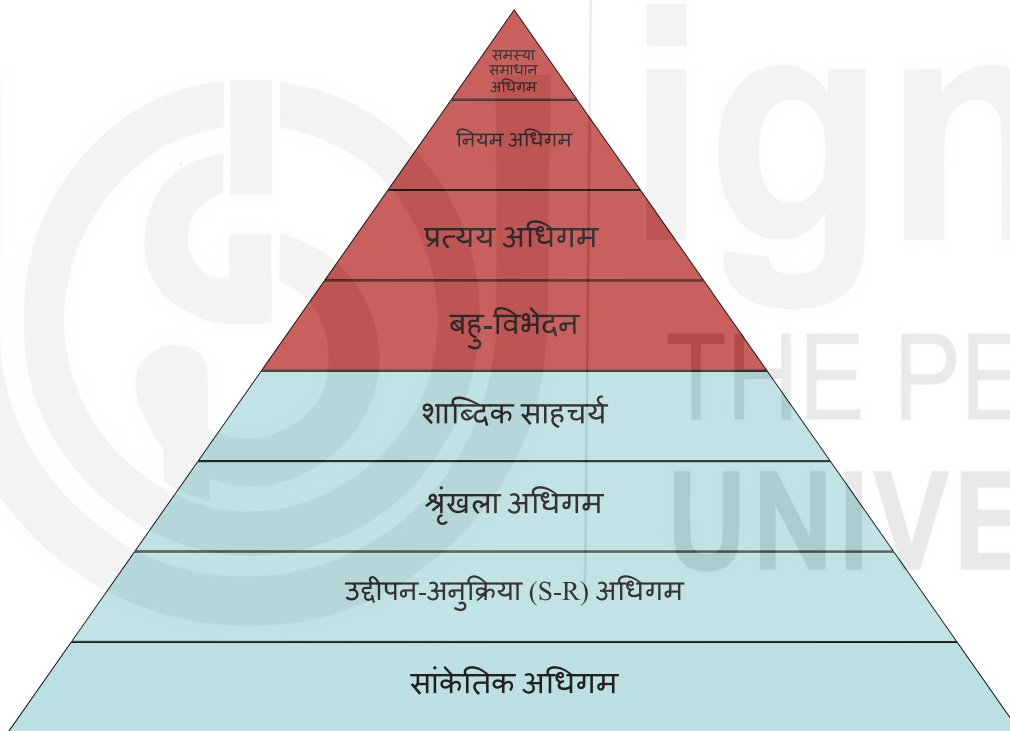 समस्या
समाधान
अधिगम
नियम अधिगम
प्रत्यय अधिगम
बहु-विभेदन
शाब्दिक साहचर्य
श्रृंखला अधिगम
उद्दीपन-अनुक्रिया (S-R) अधिगम
सांकेतिक अधिगम
ign
THE PE
UNIVE